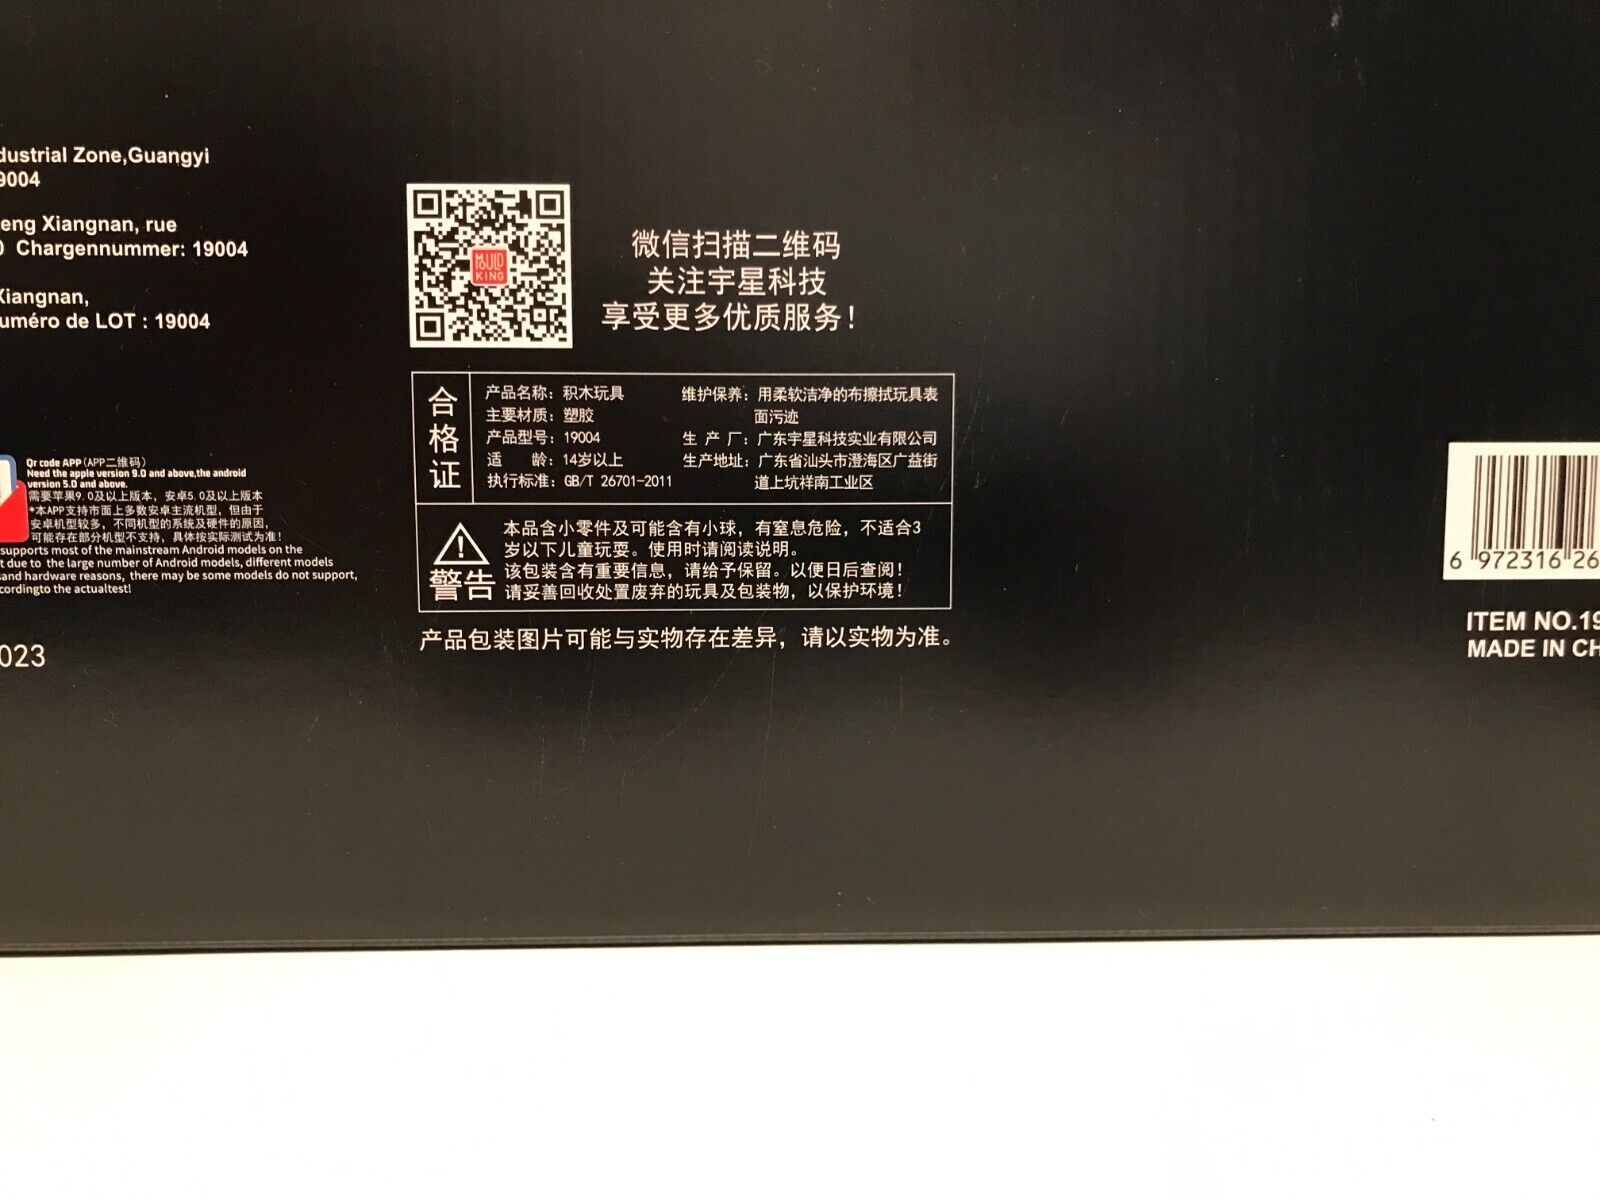 dustrial Zone,Guangyi
9004
eng Xiangnan, rue
0 Chargennummer: 19004
Xiangnan,
uméro de LOT : 19004
MOULD
KING
微信扫描二维码
关注宇星科技
享受更多优质服务！
合格证
产品名称：积木玩具
主要材质：塑胶
产品型号：19004
适 龄：14岁以上
执行标准：GB/T 26701-2011
维护保养：用柔软洁净的布擦拭玩具表
面污迹
生 产 厂：广东宇星科技实业有限公司
生产地址：广东省汕头市澄海区广益街
道上坑祥南工业区
警告
本品含小零件及可能含有小球，有窒息危险，不适合3
岁以下儿童玩耍。使用时请阅读说明。
该包装含有重要信息，请给予保留。以便日后查阅！
请妥善回收处置废弃的玩具及包装物，以保护环境！
产品包装图片可能与实物存在差异，请以实物为准。
Qr code APP (APP二维码)
Need the apple version 9.0 and above,the android
version 5.0 and above.
需要苹果9.0及以上版本，安卓5.0及以上版本
*本APP支持市面上多数安卓主流机型，但由于
安卓机型较多，不同机型的系统及硬件的原因，
可能存在部分机型不支持，具体按实际测试为准！
supports most of the mainstream Android models on the
t due to the large number of Android models, different models
sand hardware reasons, there may be some models do not support,
cordingto the actualtest!
023
6 972316 26
ITEM NO.19
MADE IN CH